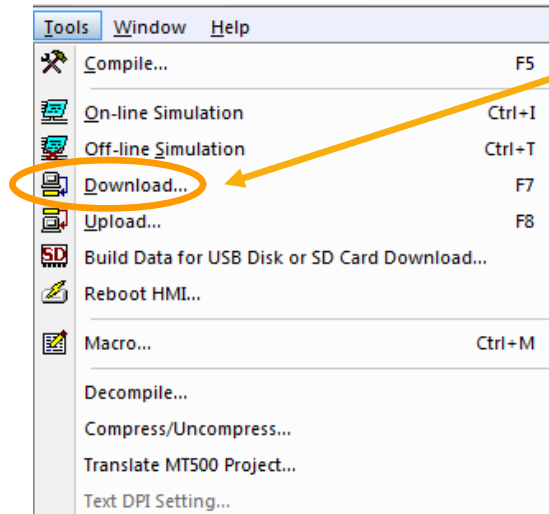 Tools Window Help
Compile... F5
On-line Simulation Ctrl+I
Off-line Simulation Ctrl+T
Download... F7
Upload... F8
SD Build Data for USB Disk or SD Card Download...
Reboot HMI...
Macro... Ctrl+M
Decompile...
Compress/Uncompress...
Translate MT500 Project...
Text DPI Setting...